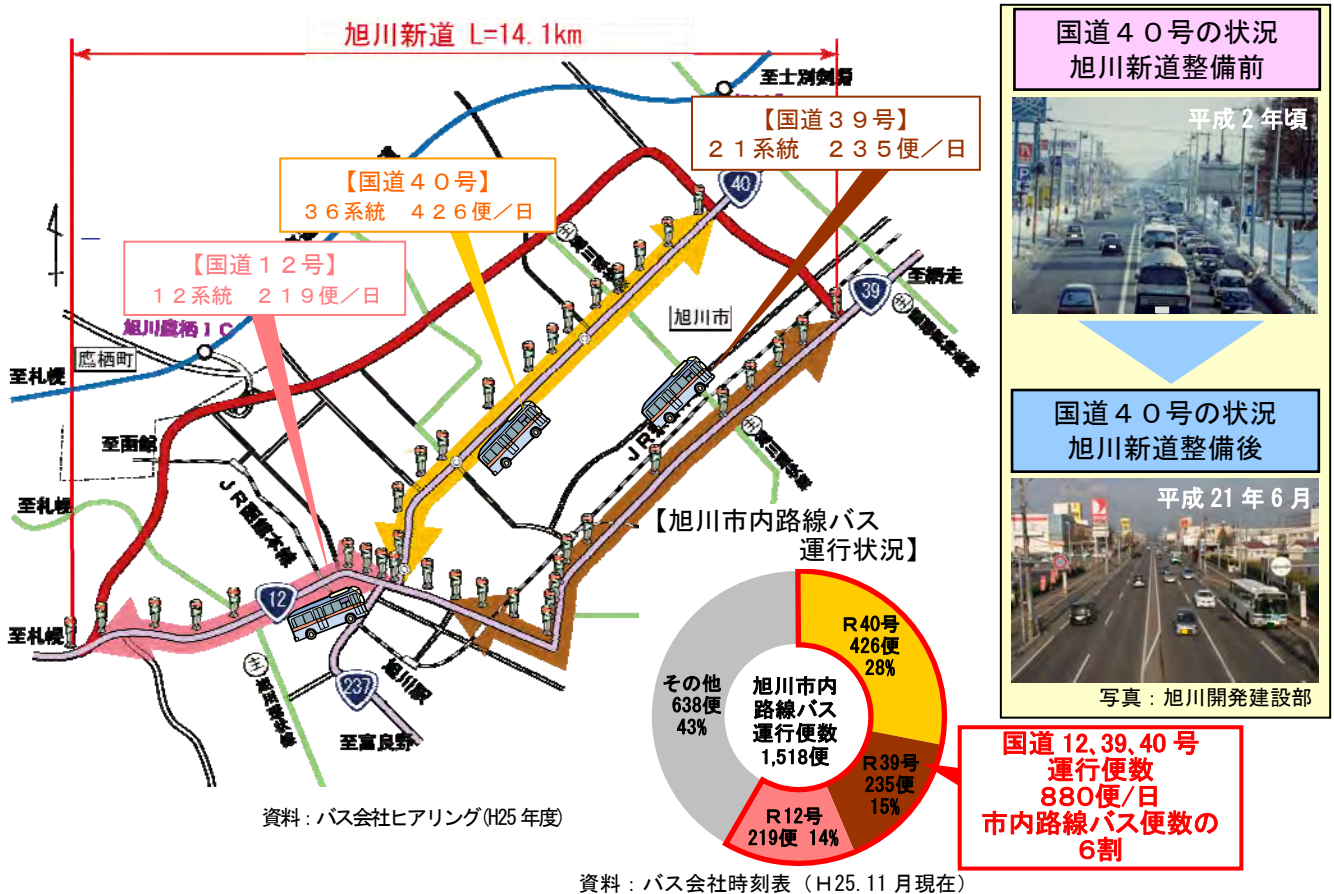 旭川新道 L=14.1km
至士別剣淵
【国道39号】
21系統 235便/日
【国道40号】
36系統 426便/日
【国道12号】
12系統 219便/日
40
39
至網走
旭川市
旭川鷹栖IC
鷹栖町
至札幌
至函館
至札幌
JR函館本線
12
至札幌
237
旭川駅
至富良野
資料:バス会社ヒアリング(H25年度)
【旭川市内路線バス
運行状況】
R40号
426便
28%
その他
638便
43%
旭川市内
路線バス
運行便数
1,518便
R39号
235便
15%
R12号
219便 14%
国道12、39、40号
運行便数
880便/日
市内路線バス便数の
6割
資料:バス会社時刻表(H25.11月現在)
国道40号の状況
旭川新道整備前
平成2年頃
国道40号の状況
旭川新道整備後
平成21年6月
写真:旭川開発建設部